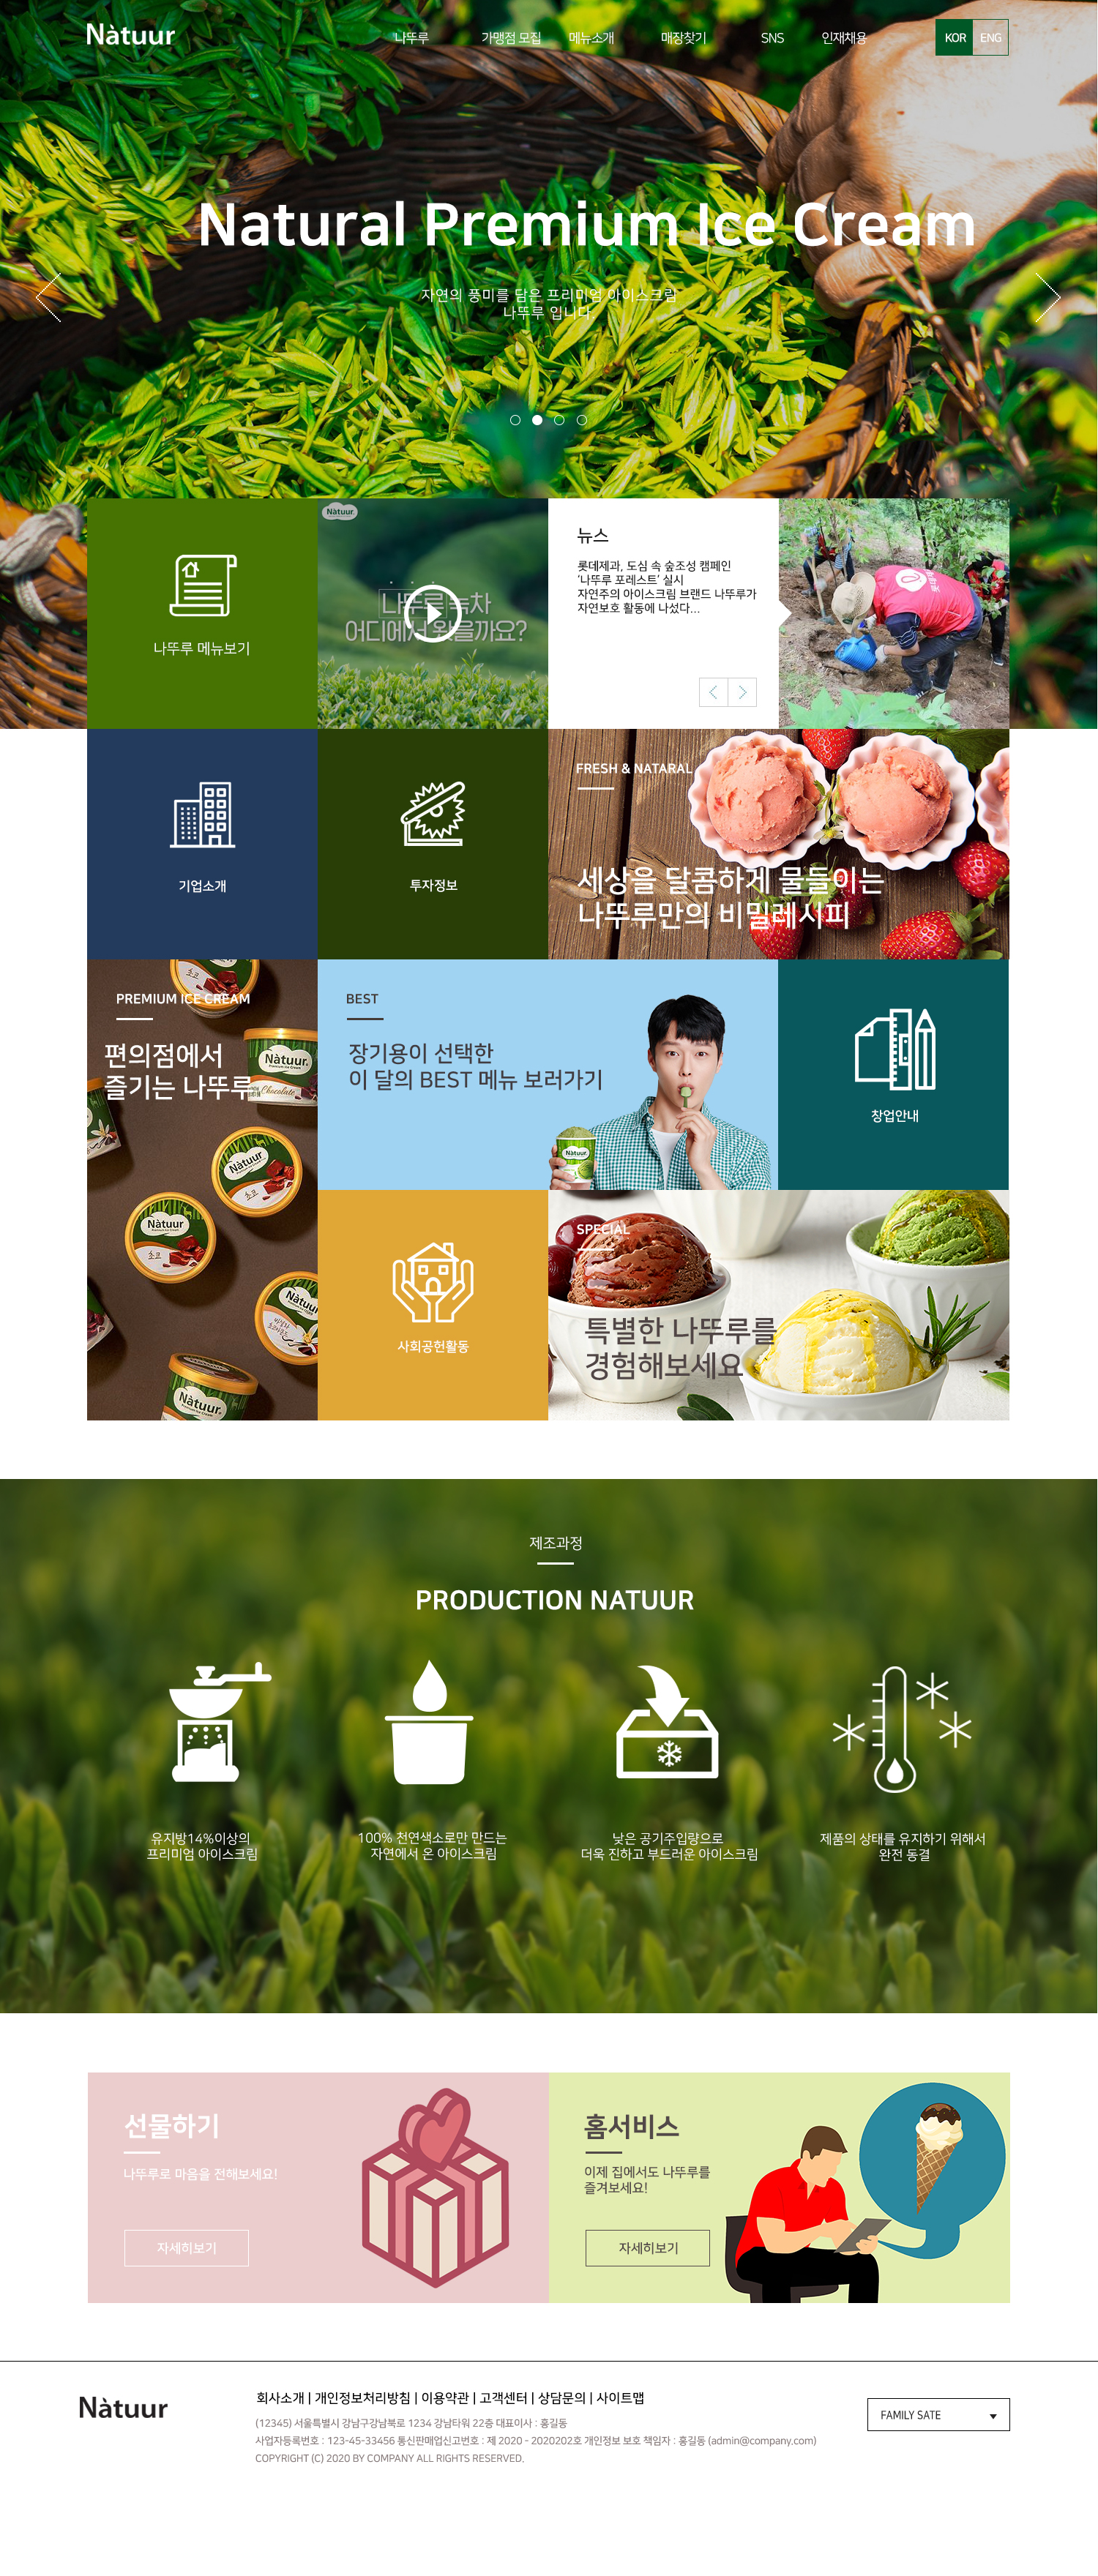 Nàtuur
나뚜루 가맹점 모집 메뉴소개 매장찾기 SNS 인재채용 KOR ENG
Natural Premium Ice Cream
자연의 풍미를 담은 프리미엄 아이스크림
나뚜루 입니다.
나뚜루 메뉴보기
Nàtuur
어디에서 왔을까요?
뉴스
롯데제과, 도심 속 숲조성 캠페인
‘나뚜루 포레스트’ 실시
자연주의 아이스크림 브랜드 나뚜루가
자연보호 활동에 나섰다...
기업소개
투자정보
FRESH & NATARAL
세상을 달콤하게 물들이는
나뚜루만의 비밀레시피
PREMIUM ICE CREAM
편의점에서
즐기는 나뚜루
초코
Nàtuur.
Chocolate
Nàtuur
초코
Nàtuur
초코
Nàtuur
Nàtuur.
BEST
장기용이 선택한
이 달의 BEST 메뉴 보러가기
Nàtuur.
창업안내
사회공헌활동
SPECIAL
특별한 나뚜루를
경험해보세요
제조과정
PRODUCTION NATUUR
유지방14%이상의
프리미엄 아이스크림
100% 천연색소로만 만드는
자연에서 온 아이스크림
낮은 공기주입량으로
더욱 진하고 부드러운 아이스크림
제품의 상태를 유지하기 위해서
완전 동결
선물하기
나뚜루로 마음을 전해보세요!
자세히보기
홈서비스
이제 집에서도 나뚜루를
즐겨보세요!
자세히보기
Nàtuur
회사소개 | 개인정보처리방침 | 이용약관 | 고객센터 | 상담문의 | 사이트맵
(12345) 서울특별시 강남구강남북로 1234 강남타워 22층 대표이사 : 홍길동
사업자등록번호 : 123-45-33456 통신판매업신고번호 : 제 2020 - 2020202호 개인정보 보호 책임자 : 홍길동 (admin@company.com)
COPYRIGHT (C) 2020 BY COMPANY ALL RIGHTS RESERVED.
FAMILY SATE